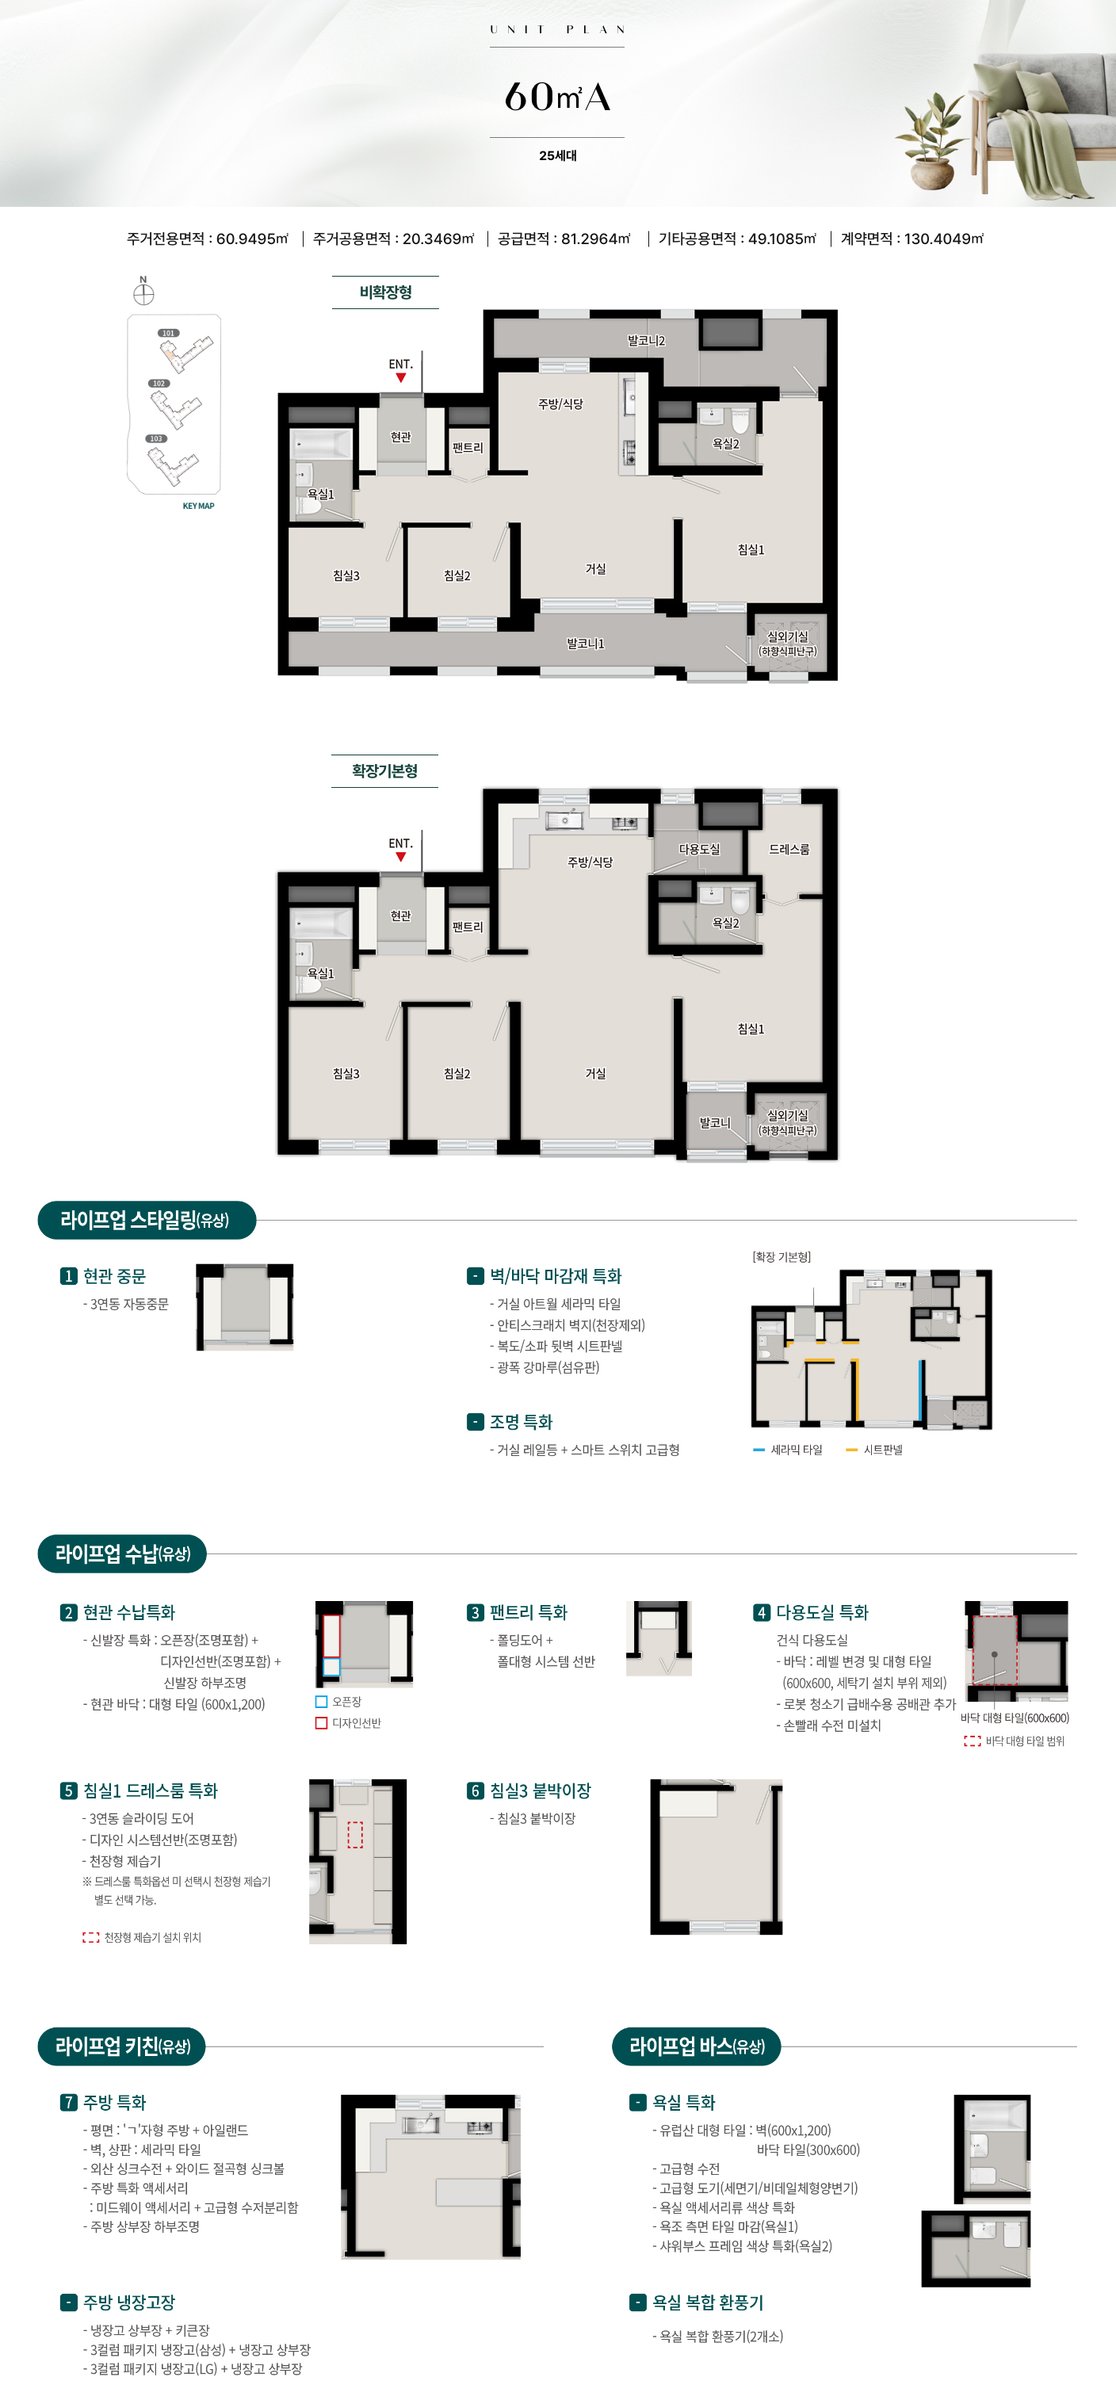 UNIT PLAN
60㎡A
25세대
주거전용면적 : 60.9495㎡ | 주거공용면적 : 20.3469㎡ | 공급면적 : 81.2964㎡ | 기타공용면적 : 49.1085㎡ | 계약면적 : 130.4049㎡
N
101
102
103
KEY MAP
비확장형
ENT.
발코니2
주방/식당
현관
팬트리
욕실2
욕실1
침실1
침실3
침실2
거실
발코니1
실외기실
(하향식피난구)
확장기본형
ENT.
주방/식당
다용도실
드레스룸
현관
팬트리
욕실2
욕실1
침실1
침실3
침실2
거실
발코니
실외기실
(하향식피난구)
라이프업 스타일링(유상)
1 현관 중문
- 3연동 자동중문
- 벽/바닥 마감재 특화
- 거실 아트월 세라믹 타일
- 안티스크래치 벽지(천장제외)
- 복도/소파 뒷벽 시트판넬
- 광폭 강마루(섬유판)
- 조명 특화
- 거실 레일등 + 스마트 스위치 고급형
[확장 기본형]
세라믹 타일
시트판넬
라이프업 수납(유상)
2 현관 수납특화
- 신발장 특화 : 오픈장(조명포함) +
디자인선반(조명포함) +
신발장 하부조명
- 현관 바닥 : 대형 타일 (600x1,200)
오픈장
디자인선반
3 팬트리 특화
- 폴딩도어 +
폴대형 시스템 선반
4 다용도실 특화
건식 다용도실
- 바닥 : 레벨 변경 및 대형 타일
(600x600, 세탁기 설치 부위 제외)
- 로봇 청소기 급배수용 공배관 추가
- 손빨래 수전 미설치
바닥 대형 타일(600x600)
바닥 대형 타일 범위
5 침실1 드레스룸 특화
- 3연동 슬라이딩 도어
- 디자인 시스템선반(조명포함)
- 천장형 제습기
※ 드레스룸 특화옵션 미 선택시 천장형 제습기
별도 선택 가능.
천장형 제습기 설치 위치
6 침실3 붙박이장
- 침실3 붙박이장
라이프업 키친(유상)
7 주방 특화
- 평면 : 'ㄱ'자형 주방 + 아일랜드
- 벽, 상판 : 세라믹 타일
- 외산 싱크수전 + 와이드 절곡형 싱크볼
- 주방 특화 액세서리
: 미드웨이 액세서리 + 고급형 수저분리함
- 주방 상부장 하부조명
- 주방 냉장고장
- 냉장고 상부장 + 키큰장
- 3컬럼 패키지 냉장고(삼성) + 냉장고 상부장
- 3컬럼 패키지 냉장고(LG) + 냉장고 상부장
라이프업 바스(유상)
- 욕실 특화
- 유럽산 대형 타일 : 벽(600x1,200)
바닥 타일(300x600)
- 고급형 수전
- 고급형 도기(세면기/비데일체형양변기)
- 욕실 액세서리류 색상 특화
- 욕조 측면 타일 마감(욕실1)
- 샤워부스 프레임 색상 특화(욕실2)
- 욕실 복합 환풍기
- 욕실 복합 환풍기(2개소)